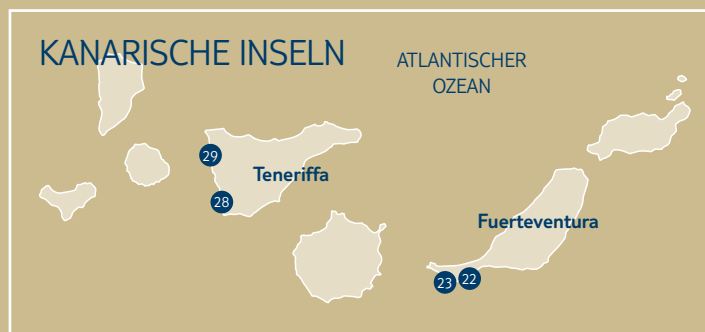 KANARISCHE INSELN
ATLANTISCHER
OZEAN
29
Teneriffa
28
Fuerteventura
23
22